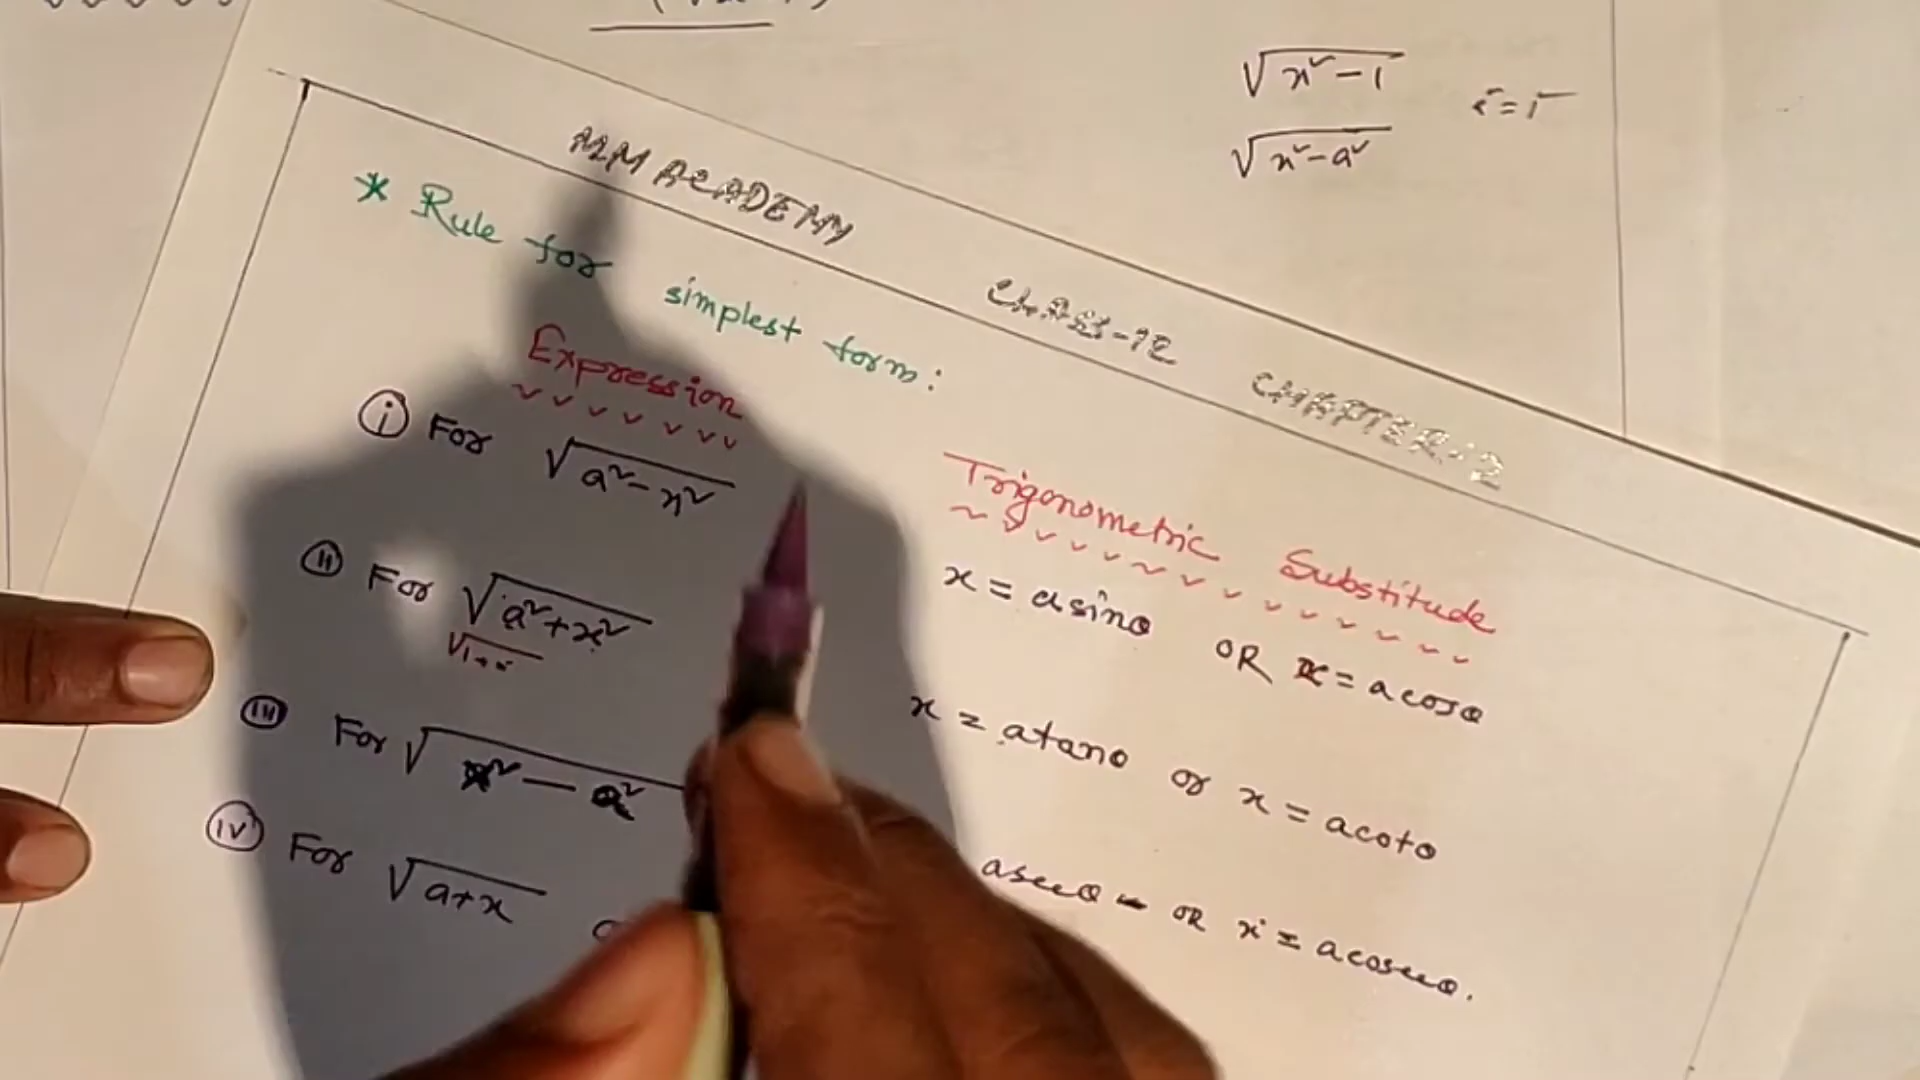 √x²-1
√x²-a²
MM ACADEMY CLASS-12 CHAPTER-2
* Rule for simplest form:
Expression Trigonometric Substitude
(i) For √a²-x² x = a sinθ OR x = a cosθ
(ii) For √a²+x² x = a tanθ or x = a cotθ
(iii) For √x² - a² a secθ - OR x = a cosecθ.
(iv) For √a+x